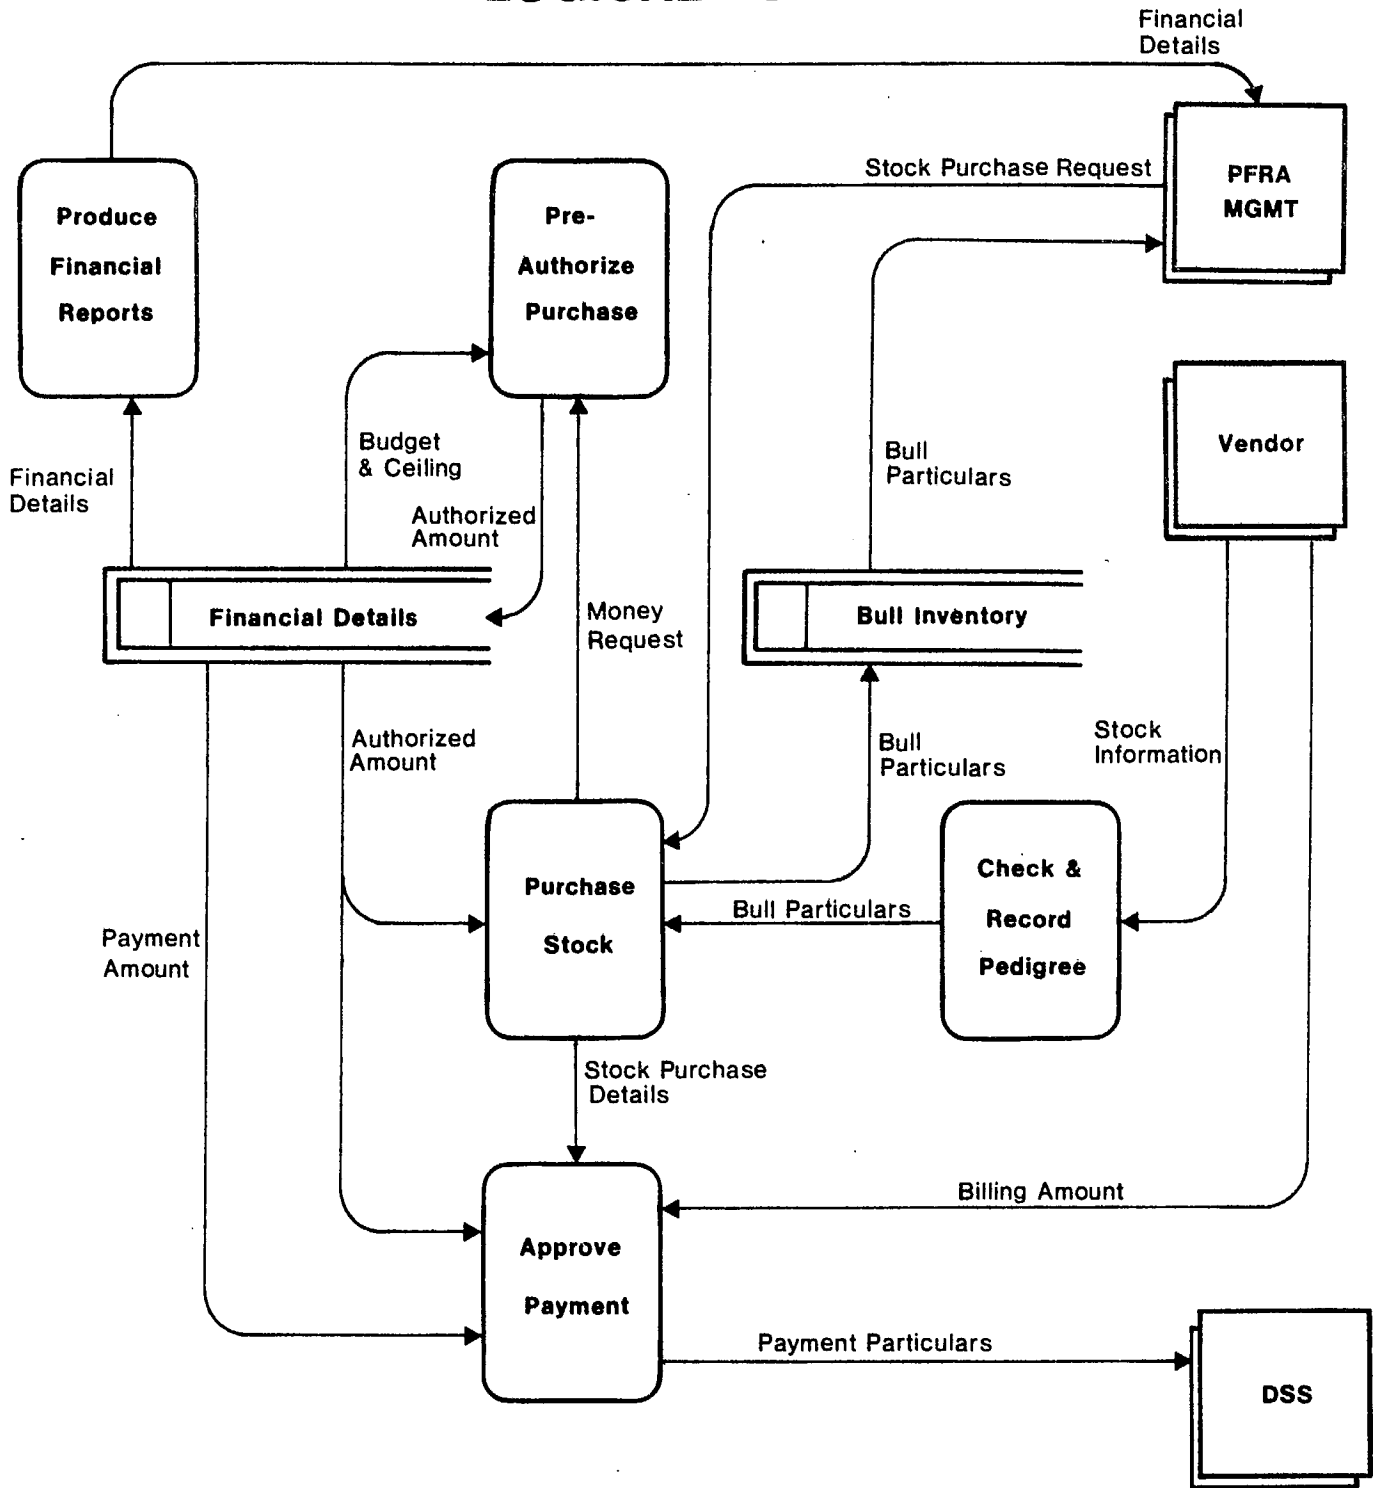 Financial
Details
Stock Purchase Request
PFRA
MGMT
Produce
Financial
Reports
Pre-
Authorize
Purchase
Budget
& Ceiling
Bull
Particulars
Vendor
Financial
Details
Authorized
Amount
Financial Details
Money
Request
Bull Inventory
Authorized
Amount
Bull
Particulars
Stock
Information
Purchase
Stock
Bull Particulars
Check &
Record
Pedigree
Payment
Amount
Stock Purchase
Details
Billing Amount
Approve
Payment
Payment Particulars
DSS